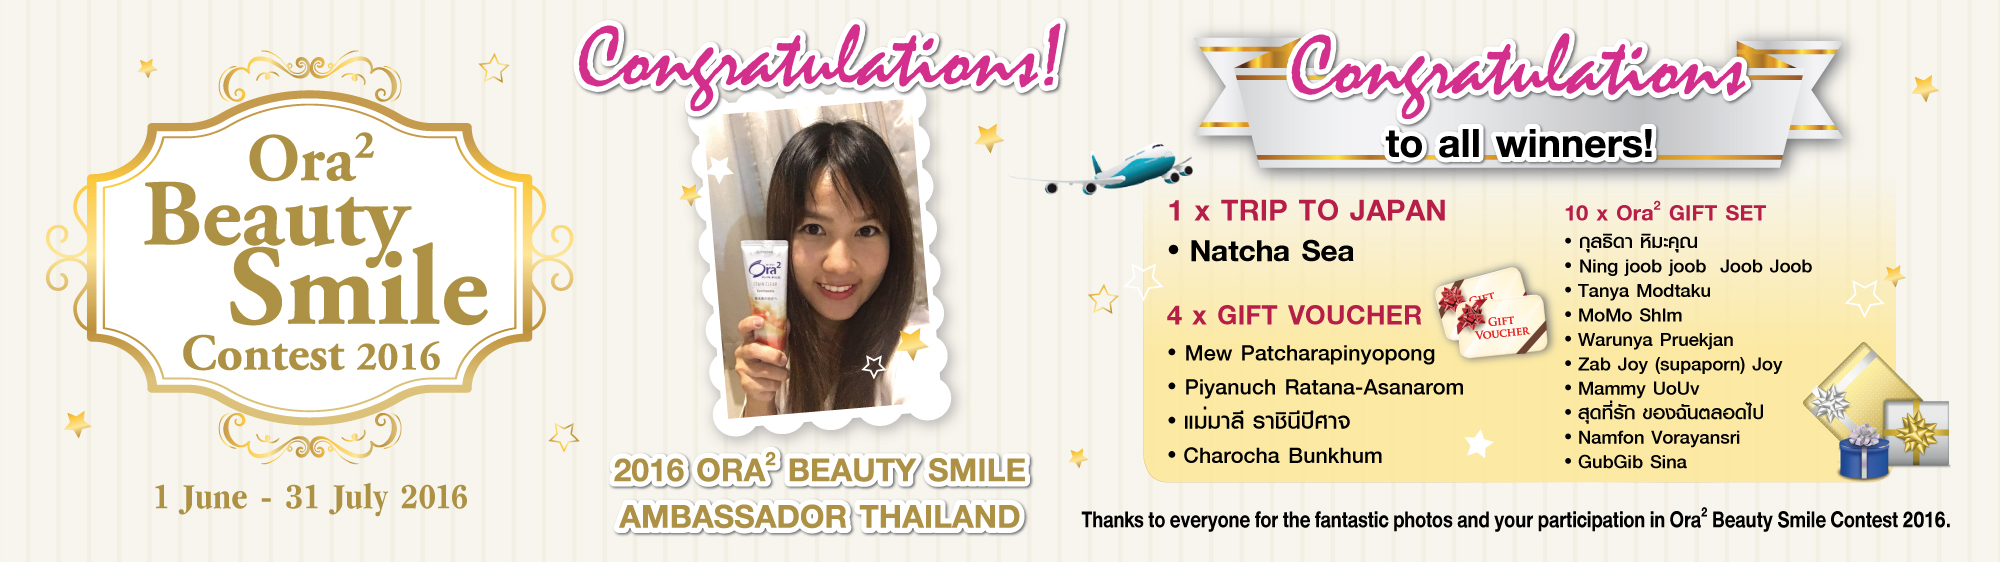 Ora²
Beauty
Smile
Contest 2016
1 June - 31 July 2016
Congratulations!
Ora²
STAIN CLEAR
2016 ORA² BEAUTY SMILE
AMBASSADOR THAILAND
Congratulations
to all winners!
1 x TRIP TO JAPAN
• Natcha Sea
4 x GIFT VOUCHER
• Mew Patcharapinyopong
• Piyanuch Ratana-Asanarom
• แม่มาลี ราชินีปีศาจ
• Charocha Bunkhum
GIFT
GIFT
VOUCHER
10 x Ora² GIFT SET
• กุลธิดา หิมะคุณ
• Ning joob joob Joob Joob
• Tanya Modtaku
• MoMo ShIm
• Warunya Pruekjan
• Zab Joy (supaporn) Joy
• Mammy UoUv
• สุดที่รัก ของฉันตลอดไป
• Namfon Vorayansri
• GubGib Sina
Thanks to everyone for the fantastic photos and your participation in Ora² Beauty Smile Contest 2016.